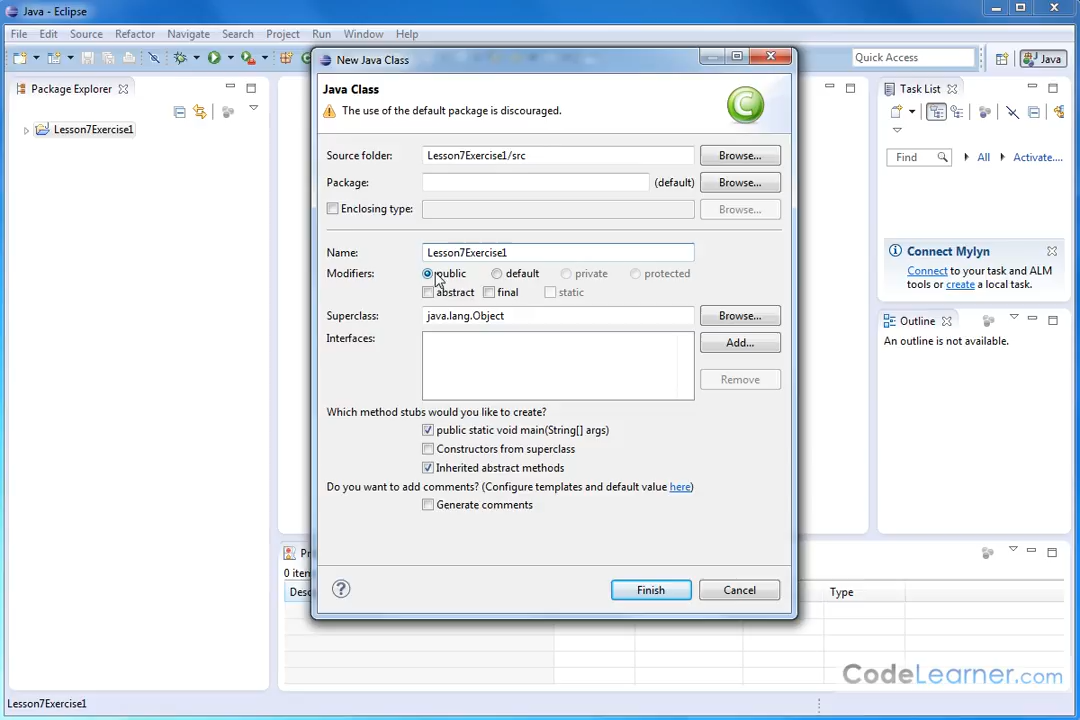 Java - Eclipse
File Edit Source Refactor Navigate Search Project Run Window Help
Quick Access
Java
Package Explorer
Lesson7Exercise1
New Java Class
Java Class
The use of the default package is discouraged.
C
Source folder: Lesson7Exercise1/src Browse...
Package: (default) Browse...
Enclosing type: Browse...
Name: Lesson7Exercise1
Modifiers: public default private protected
abstract final static
Superclass: java.lang.Object Browse...
Interfaces: Add...
Remove
Which method stubs would you like to create?
public static void main(String[] args)
Constructors from superclass
Inherited abstract methods
Do you want to add comments? (Configure templates and default value here)
Generate comments
Finish Cancel
Task List
Find All Activate....
Connect Mylyn
Connect to your task and ALM
tools or create a local task.
Outline
An outline is not available.
0 iten
Desc
Type
CodeLearner.com
Lesson7Exercise1